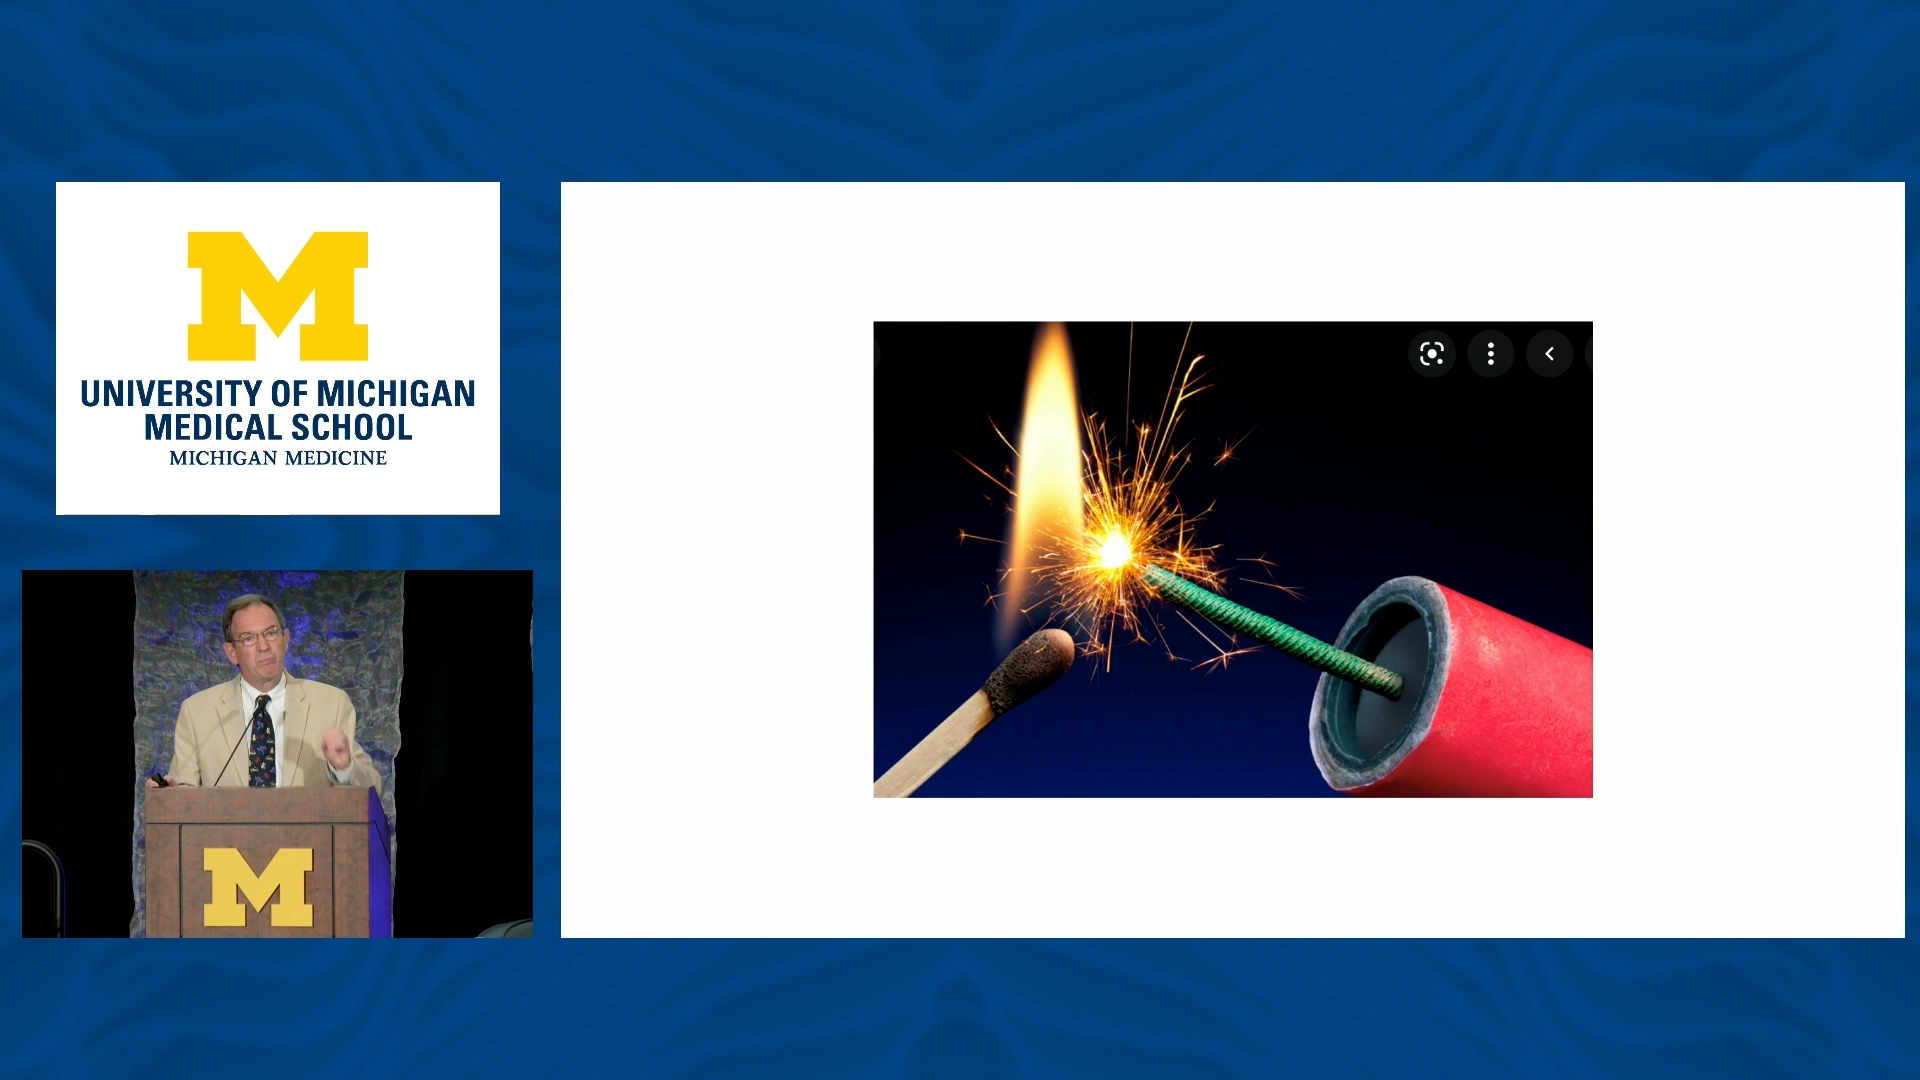 M
UNIVERSITY OF MICHIGAN
MEDICAL SCHOOL
MICHIGAN MEDICINE
M